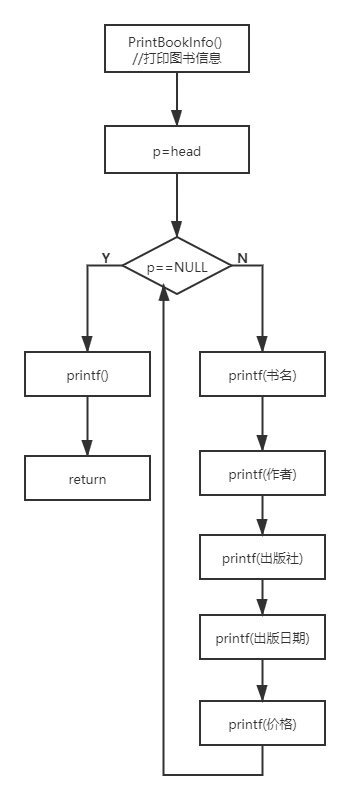 PrintBookInfo()
//打印图书信息
p=head
p==NULL
Y
N
printf()
printf(书名)
return
printf(作者)
printf(出版社)
printf(出版日期)
printf(价格)